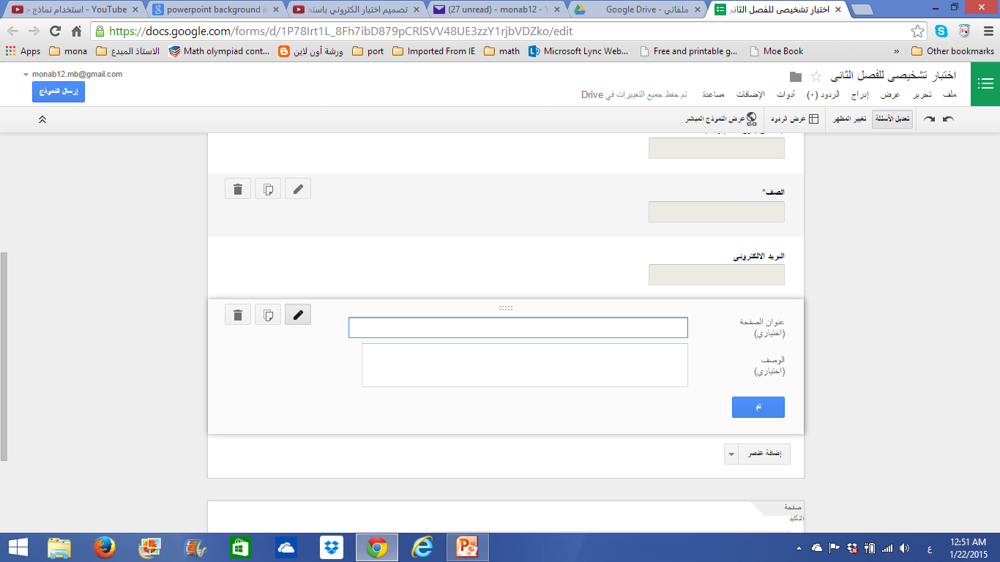 استخدام نماذج - YouTube
powerpoint background in
تصميم اختبار الكتروني باستخ
(27 unread) - monab12 - Y
ملفاتي - Google Drive
اختبار تشخيصى للفصل الثانى
https://docs.google.com/forms/d/1P78Irt1L_8Fh7ibD879pCRlSVV48UE3zzY1rjbVDZko/edit
Apps mona الاستاذ المبدع Math olympiad cont... ورشة أون لاين port Imported From IE math Microsoft Lync Web... Free and printable g... Moe Book » Other bookmarks
monab12.mb@gmail.com
اختبار تشخيصى للفصل الثانى
إرسال النموذج
ملف تحرير عرض إدراج الردود (٠) أدوات الإضافات مساعدة تم حفظ جميع التغييرات في Drive
تعديل الأسئلة تغيير المظهر عرض الردود عرض النموذج المباشر
الصف*
البريد الالكترونى
عنوان الصفحة
(اختياري)
الوصف
(اختياري)
تم
إضافة عنصر
صفحة
التأكيد
ع
12:51 AM
1/22/2015